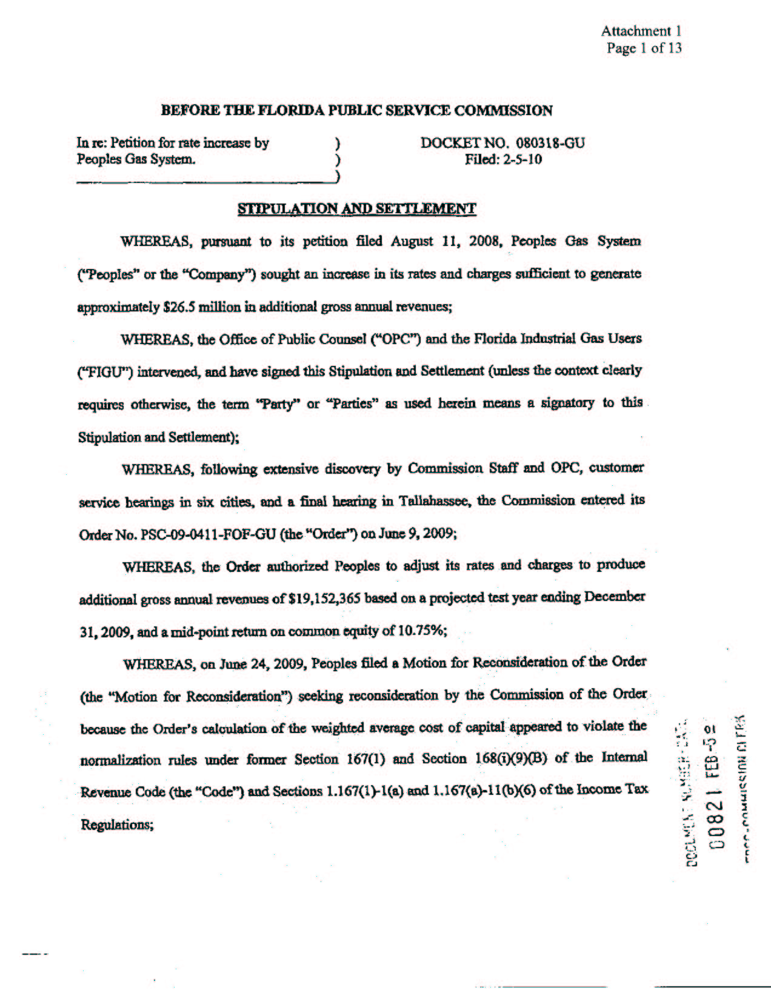 Attachment 1
Page 1 of 13
BEFORE THE FLORIDA PUBLIC SERVICE COMMISSION
In re: Petition for rate increase by ) DOCKET NO. 080318-GU
Peoples Gas System. ) Filed: 2-5-10
)
STIPULATION AND SETTLEMENT
WHEREAS, pursuant to its petition filed August 11, 2008, Peoples Gas System
("Peoples" or the "Company") sought an increase in its rates and charges sufficient to generate
approximately $26.5 million in additional gross annual revenues;
WHEREAS, the Office of Public Counsel ("OPC") and the Florida Industrial Gas Users
("FIGU") intervened, and have signed this Stipulation and Settlement (unless the context clearly
requires otherwise, the term "Party" or "Parties" as used herein means a signatory to this
Stipulation and Settlement);
WHEREAS, following extensive discovery by Commission Staff and OPC, customer
service hearings in six cities, and a final hearing in Tallahassee, the Commission entered its
Order No. PSC-09-0411-FOF-GU (the "Order") on June 9, 2009;
WHEREAS, the Order authorized Peoples to adjust its rates and charges to produce
additional gross annual revenues of $19,152,365 based on a projected test year ending December
31, 2009, and a mid-point return on common equity of 10.75%;
WHEREAS, on June 24, 2009, Peoples filed a Motion for Reconsideration of the Order
(the "Motion for Reconsideration") seeking reconsideration by the Commission of the Order
because the Order's calculation of the weighted average cost of capital appeared to violate the
normalization rules under former Section 167(1) and Section 168(i)(9)(B) of the Internal
Revenue Code (the "Code") and Sections 1.167(1)-1(a) and 1.167(a)-11(b)(6) of the Income Tax
Regulations;
DOCUMENT NUMBER-DATE
00821 FEB-5
FPSC-COMMISSION CLERK